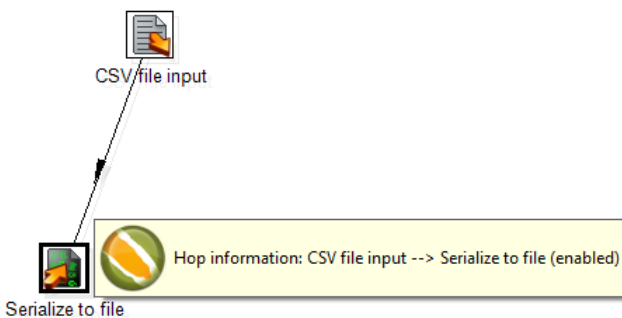 CSV file input
Hop information: CSV file input --> Serialize to file (enabled)
Serialize to file